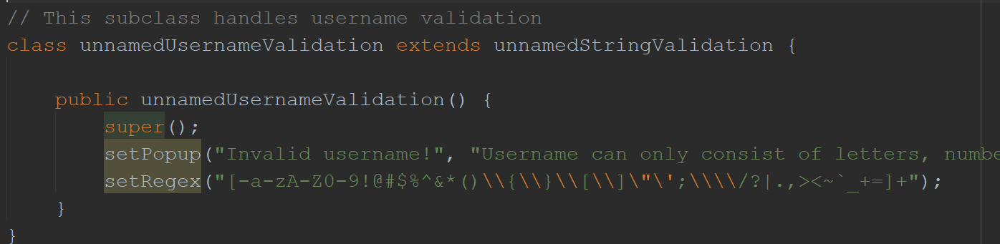 // This subclass handles username validation
class unnamedUsernameValidation extends unnamedStringValidation {
public unnamedUsernameValidation() {
super();
setPopup("Invalid username!", "Username can only consist of letters, numbe
setRegex("[-a-zA-Z0-9!@#$%^&*()\\{\\}\\[\\]\"\';\\\\/?|.,><~`_+=]+");
}
}